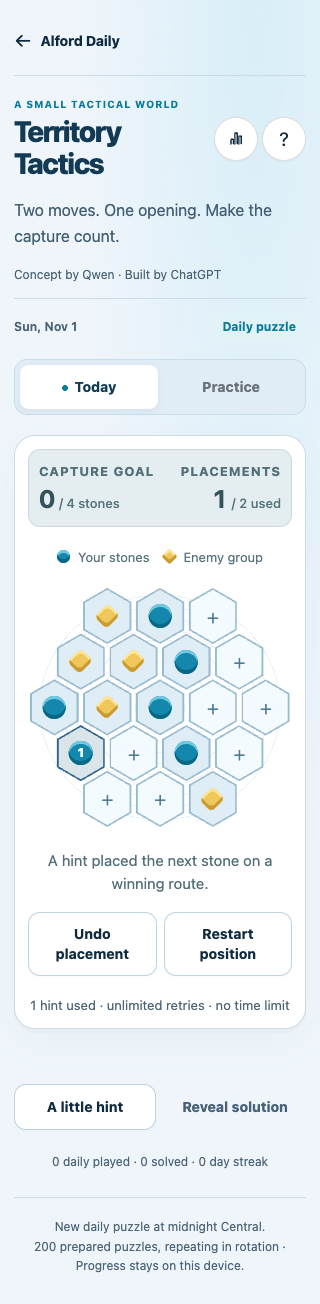 ← Alford Daily
A SMALL TACTICAL WORLD
Territory
Tactics
?
Two moves. One opening. Make the
capture count.
Concept by Qwen · Built by ChatGPT
Sun, Nov 1
Daily puzzle
• Today
Practice
CAPTURE GOAL
PLACEMENTS
0 / 4 stones
1 / 2 used
Your stones
Enemy group
+
+
+ +
1 + +
+ +
A hint placed the next stone on a
winning route.
Undo
placement
Restart
position
1 hint used · unlimited retries · no time limit
A little hint
Reveal solution
0 daily played · 0 solved · 0 day streak
New daily puzzle at midnight Central.
200 prepared puzzles, repeating in rotation ·
Progress stays on this device.